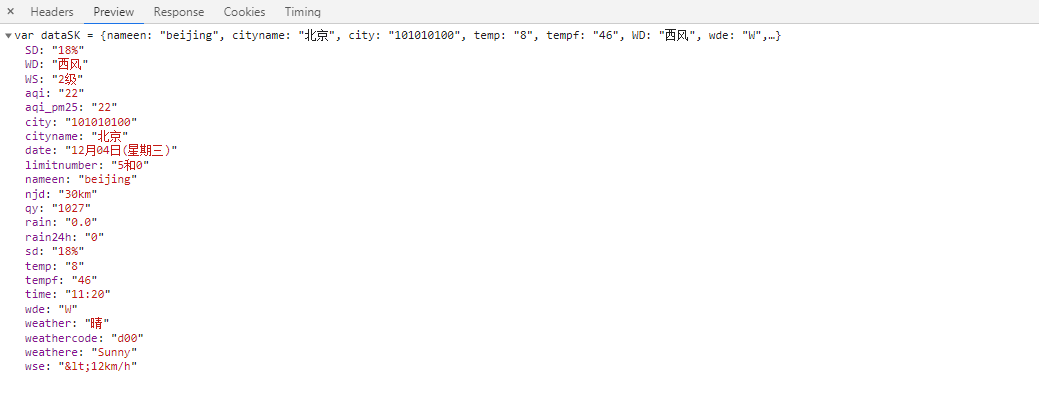 × Headers Preview Response Cookies Timing
▼var dataSK = {nameen: "beijing", cityname: "北京", city: "101010100", temp: "8", tempf: "46", WD: "西风", wde: "W",…}
SD: "18%"
WD: "西风"
WS: "2级"
aqi: "22"
aqi_pm25: "22"
city: "101010100"
cityname: "北京"
date: "12月04日(星期三)"
limitnumber: "5和0"
nameen: "beijing"
njd: "30km"
qy: "1027"
rain: "0.0"
rain24h: "0"
sd: "18%"
temp: "8"
tempf: "46"
time: "11:20"
wde: "W"
weather: "晴"
weathercode: "d00"
weathere: "Sunny"
wse: "&lt;12km/h"